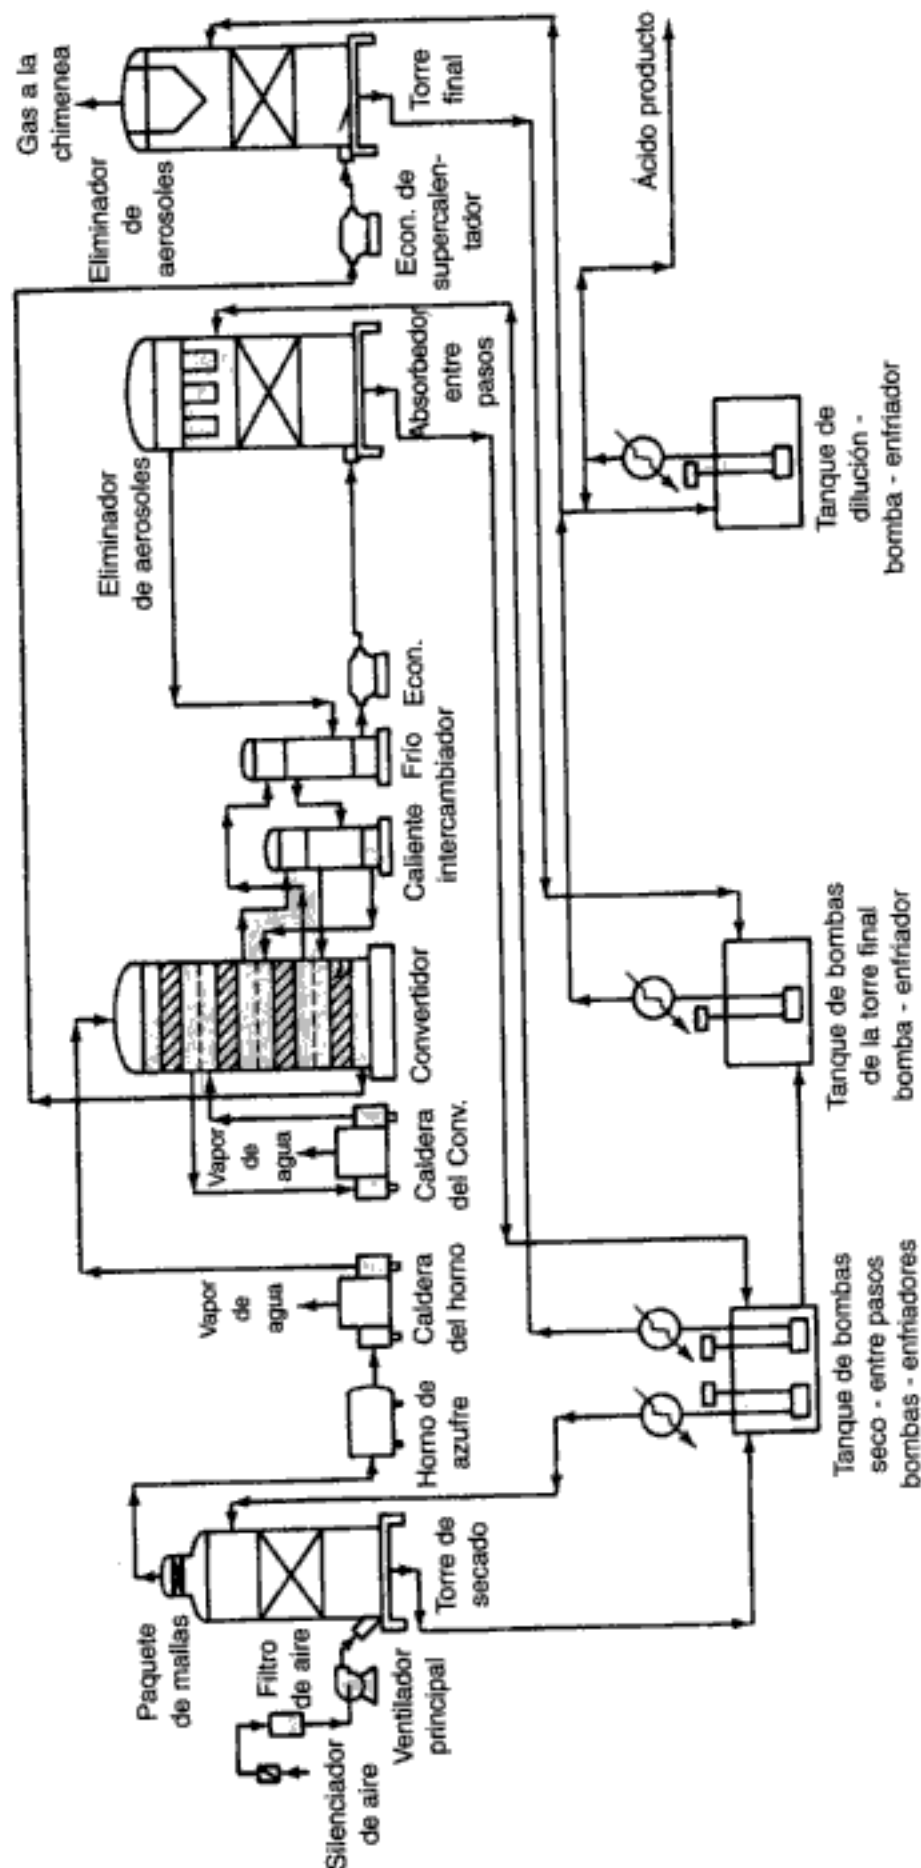 Silenciador
de aire
Filtro
de aire
Ventilador
principal
Paquete
de mallas
Torre de
secado
Horno de
azufre
Vapor
de
agua
Caldera
del horno
Vapor
de
agua
Caldera
del Conv.
Convertidor
Caliente Frío
intercambiador
Econ.
Eliminador
de aerosoles
Absorbedor
entre
pasos
Econ. de
supercalen-
tador
Eliminador
de
aerosoles
Gas a la
chimenea
Torre
final
Tanque de bombas
seco - entre pasos
bombas - enfriadores
Tanque de bombas
de la torre final
bomba - enfriador
Tanque de
dilución -
bomba - enfriador
Ácido producto